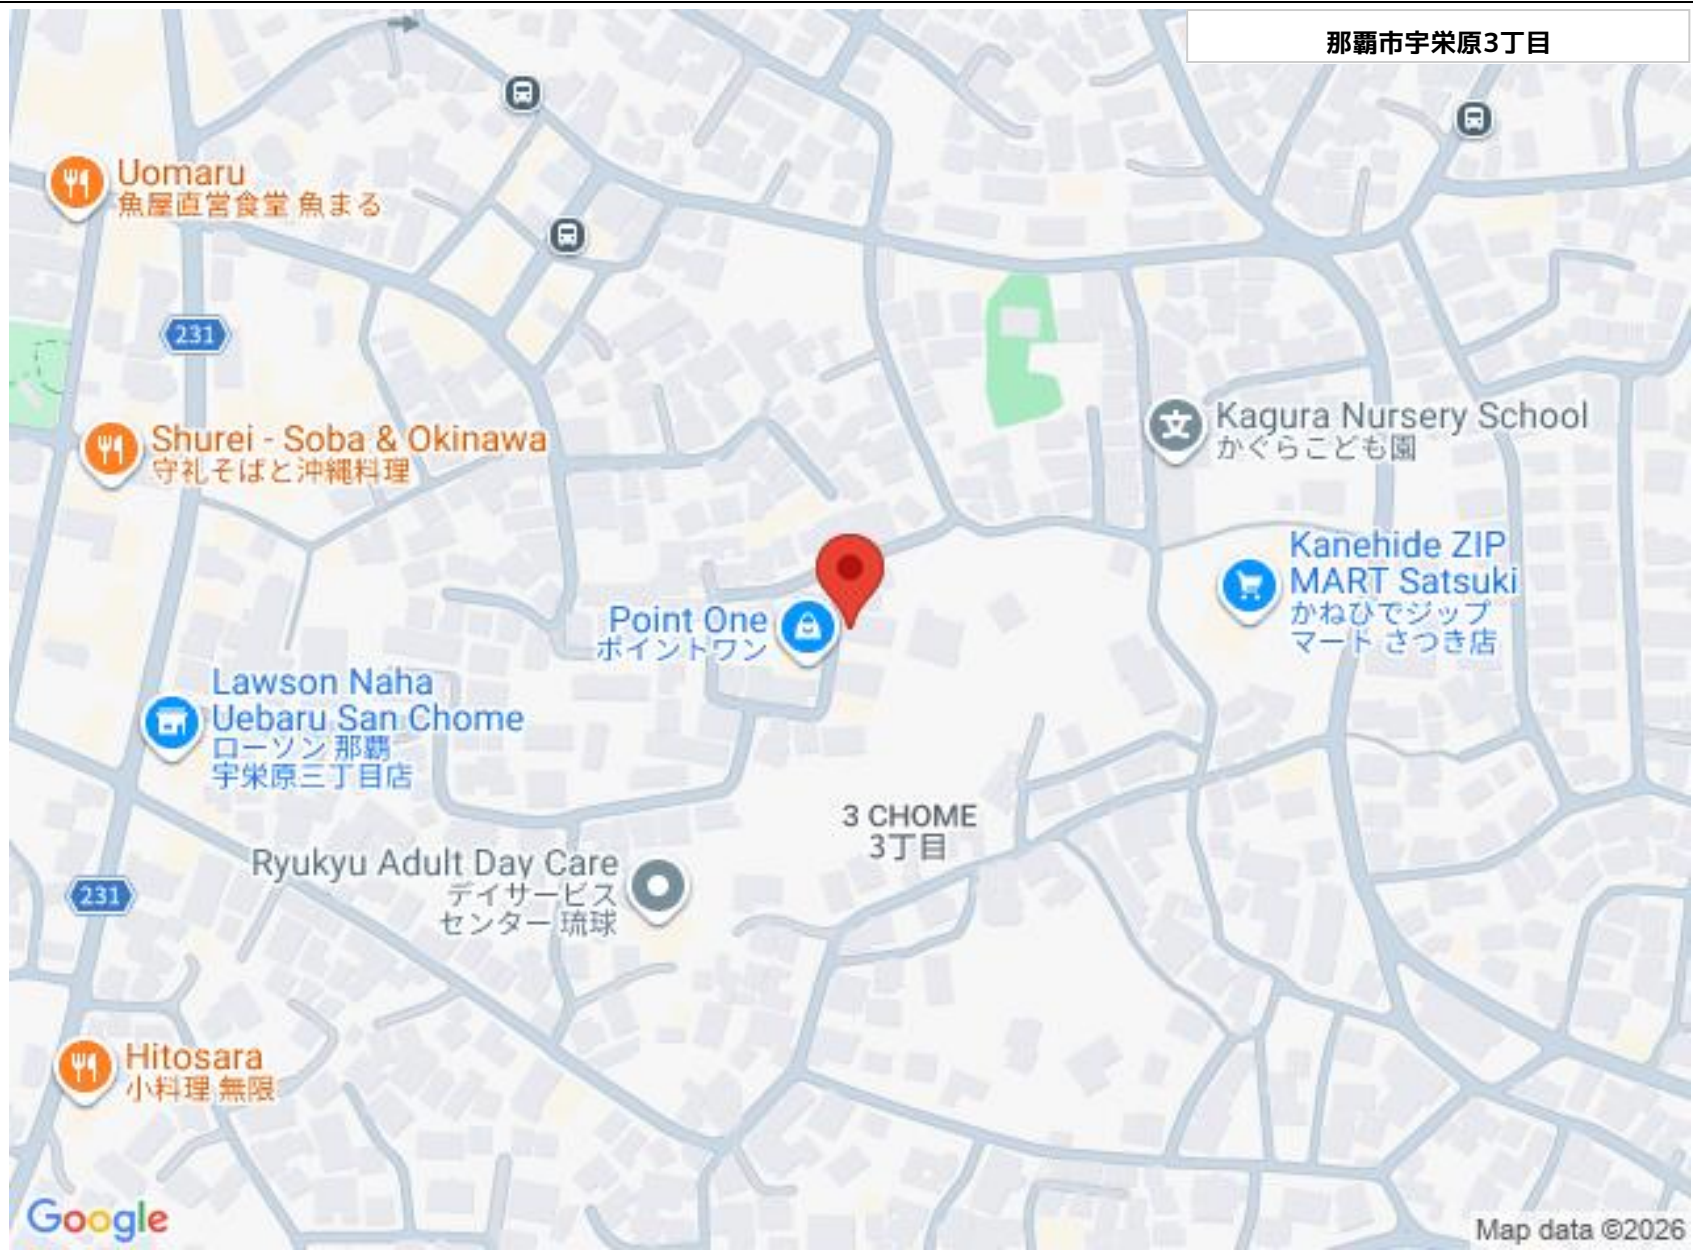 那覇市宇栄原3丁目
Uomaru
魚屋直営食堂 魚まる
231
Shurei - Soba & Okinawa
守礼そばと沖縄料理
Kagura Nursery School
かぐらこども園
Kanehide ZIP
MART Satsuki
かねひでジップ
マート さつき店
Point One
ポイントワン
Lawson Naha
Uebaru San Chome
ローソン 那覇
宇栄原三丁目店
3 CHOME
3丁目
Ryukyu Adult Day Care
デイサービス
センター 琉球
231
Hitosara
小料理 無限
Google
Map data ©2026